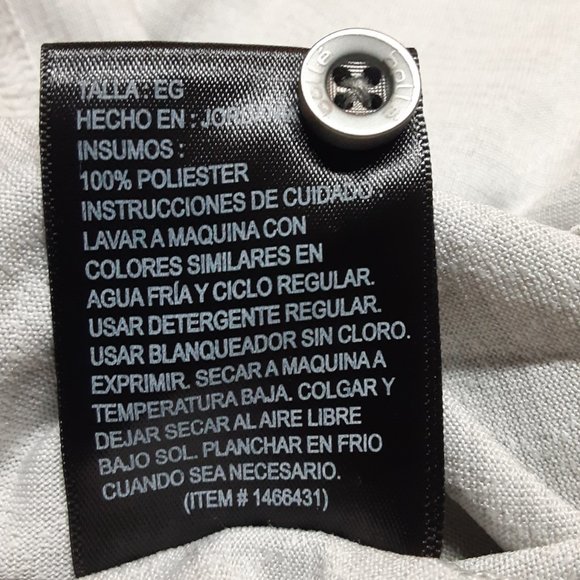 TALLA : EG
HECHO EN :
INSUMOS :
100% POLIESTER
INSTRUCCIONES DE CUIDADO:
LAVAR A MAQUINA CON
COLORES SIMILARES EN
AGUA FRÍA Y CICLO REGULAR.
USAR DETERGENTE REGULAR.
USAR BLANQUEADOR SIN CLORO.
EXPRIMIR. SECAR A MAQUINA A
TEMPERATURA BAJA. COLGAR Y
DEJAR SECAR AL AIRE LIBRE
BAJO SOL. PLANCHAR EN FRIO
CUANDO SEA NECESARIO.
(ITEM # 1466431)
bolle
bolle